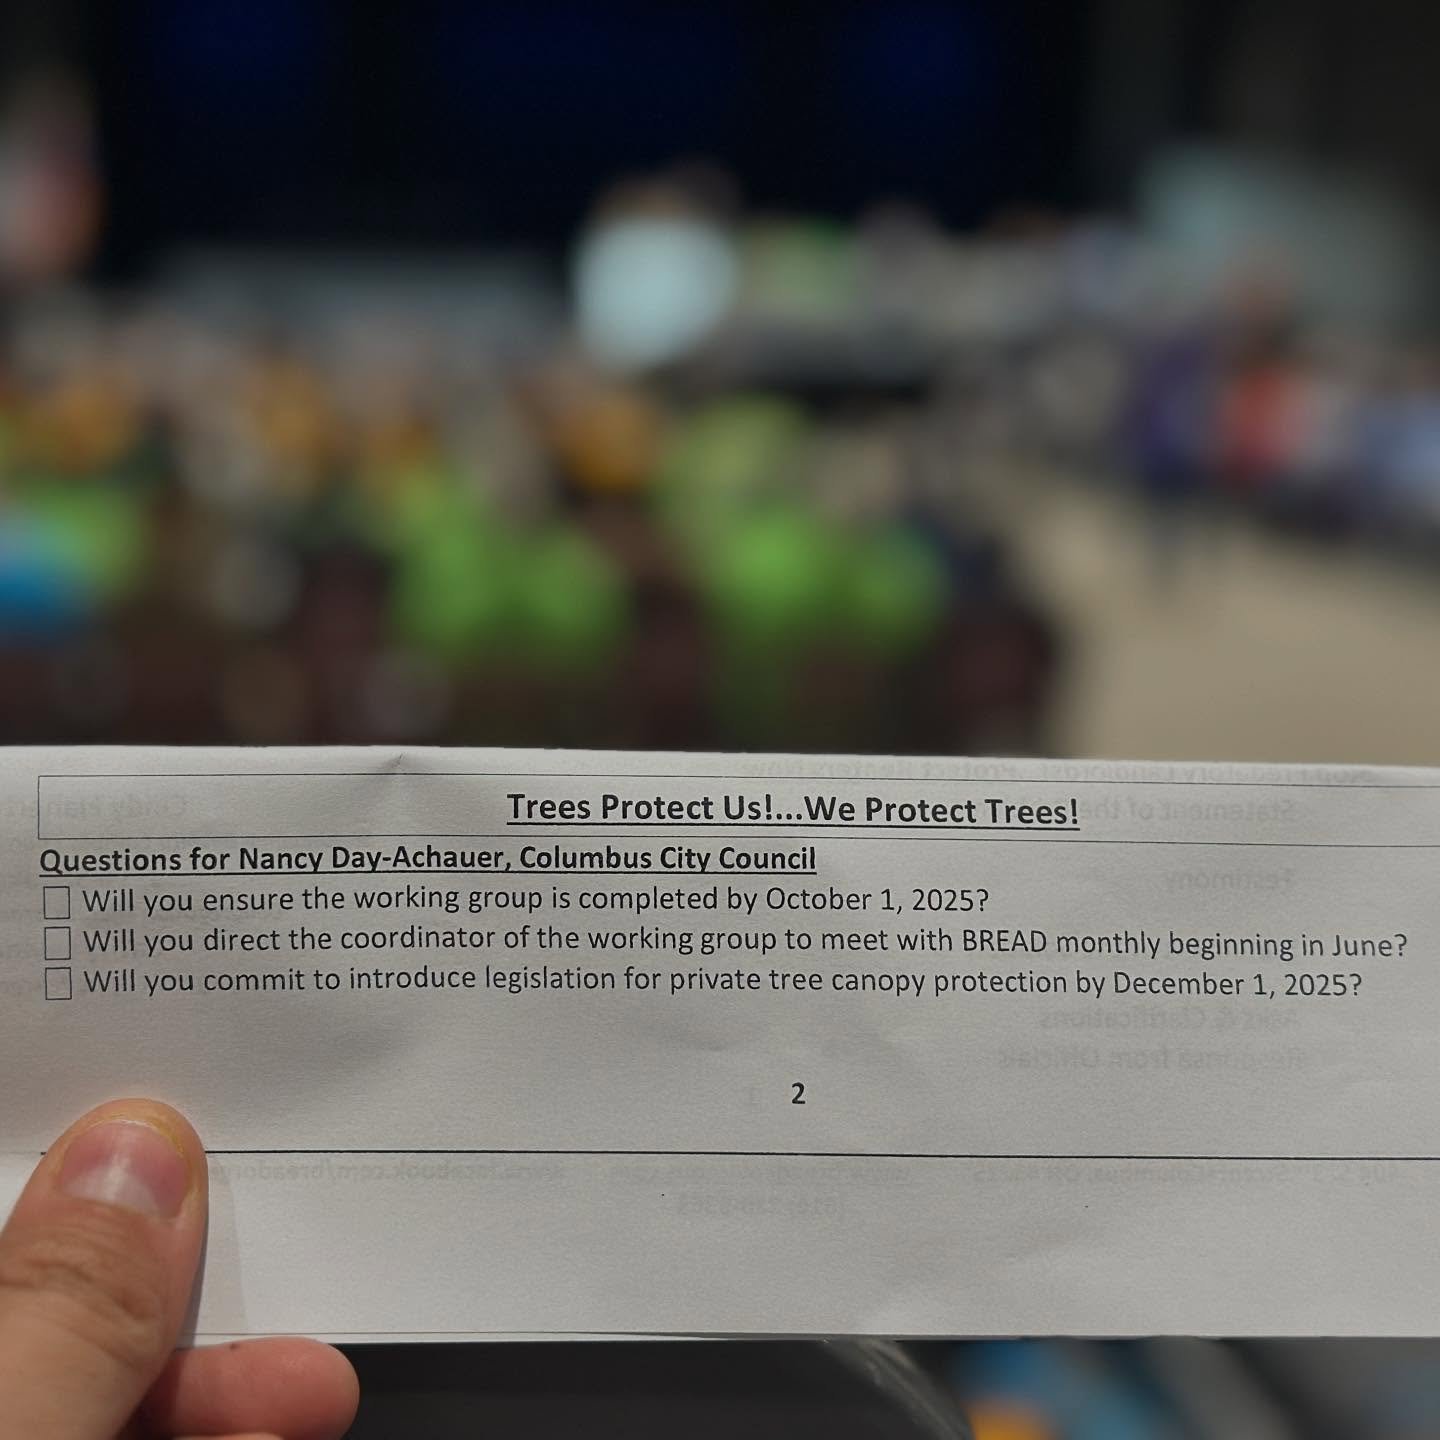 Trees Protect Us!...We Protect Trees!
Questions for Nancy Day-Achauer, Columbus City Council
Will you ensure the working group is completed by October 1, 2025?
Will you direct the coordinator of the working group to meet with BREAD monthly beginning in June?
Will you commit to introduce legislation for private tree canopy protection by December 1, 2025?
2